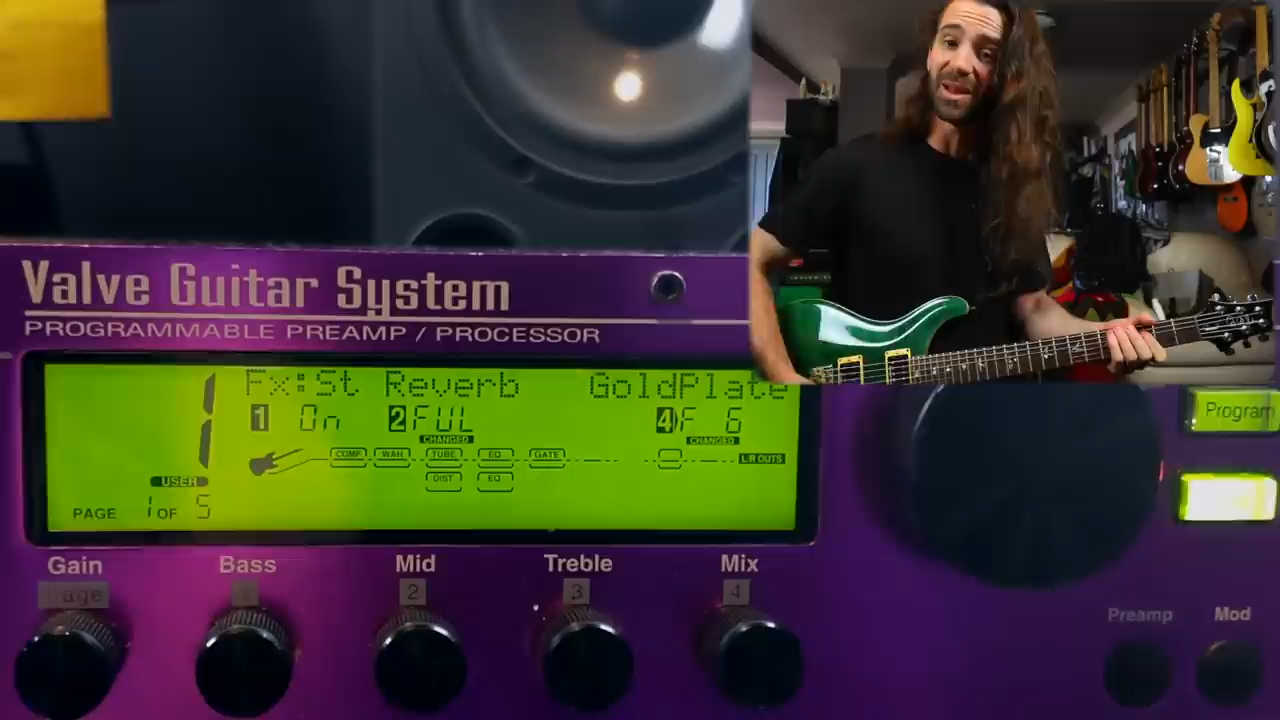 Valve Guitar System
PROGRAMMABLE PREAMP / PROCESSOR
1 Fx:St Reverb GoldPlate
1 On 2 FUL 4 F 6
CHANGED CHANGED
COMP WAH TUBE EQ GATE L/R OUTS
DIST EQ
USER
PAGE 1 OF 5
Program
Gain Bass Mid Treble Mix
Page 1 2 3 4
Preamp Mod